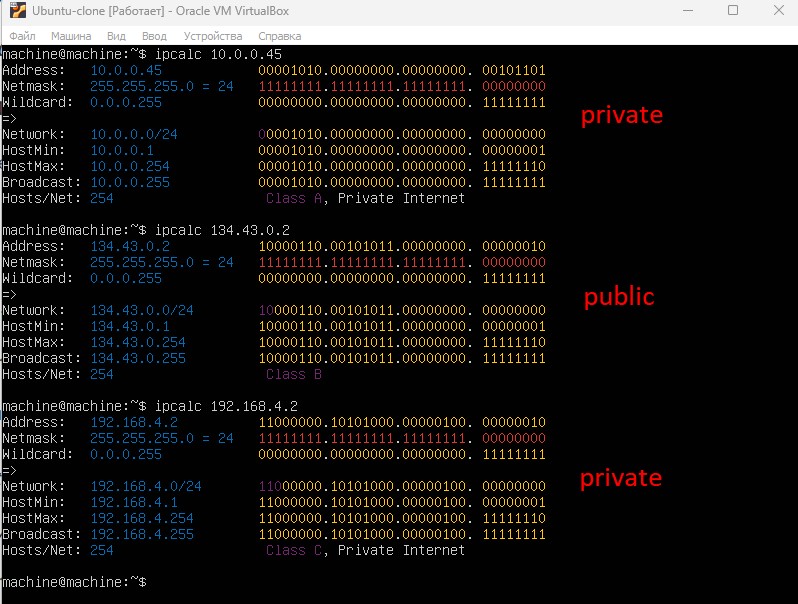 Ubuntu-clone [Работает] - Oracle VM VirtualBox
Файл Машина Вид Ввод Устройства Справка
machine@machine:~$ ipcalc 10.0.0.45
Address: 10.0.0.45 00001010.00000000.00000000. 00101101
Netmask: 255.255.255.0 = 24 11111111.11111111.11111111. 00000000
Wildcard: 0.0.0.255 00000000.00000000.00000000. 11111111
private
=>
Network: 10.0.0.0/24 00001010.00000000.00000000. 00000000
HostMin: 10.0.0.1 00001010.00000000.00000000. 00000001
HostMax: 10.0.0.254 00001010.00000000.00000000. 11111110
Broadcast: 10.0.0.255 00001010.00000000.00000000. 11111111
Hosts/Net: 254 Class A, Private Internet
machine@machine:~$ ipcalc 134.43.0.2
Address: 134.43.0.2 10000110.00101011.00000000. 00000010
Netmask: 255.255.255.0 = 24 11111111.11111111.11111111. 00000000
Wildcard: 0.0.0.255 00000000.00000000.00000000. 11111111
=>
public
Network: 134.43.0.0/24 10000110.00101011.00000000. 00000000
HostMin: 134.43.0.1 10000110.00101011.00000000. 00000001
HostMax: 134.43.0.254 10000110.00101011.00000000. 11111110
Broadcast: 134.43.0.255 10000110.00101011.00000000. 11111111
Hosts/Net: 254 Class B
machine@machine:~$ ipcalc 192.168.4.2
Address: 192.168.4.2 11000000.10101000.00000100. 00000010
Netmask: 255.255.255.0 = 24 11111111.11111111.11111111. 00000000
Wildcard: 0.0.0.255 00000000.00000000.00000000. 11111111
=>
private
Network: 192.168.4.0/24 11000000.10101000.00000100. 00000000
HostMin: 192.168.4.1 11000000.10101000.00000100. 00000001
HostMax: 192.168.4.254 11000000.10101000.00000100. 11111110
Broadcast: 192.168.4.255 11000000.10101000.00000100. 11111111
Hosts/Net: 254 Class C, Private Internet
machine@machine:~$